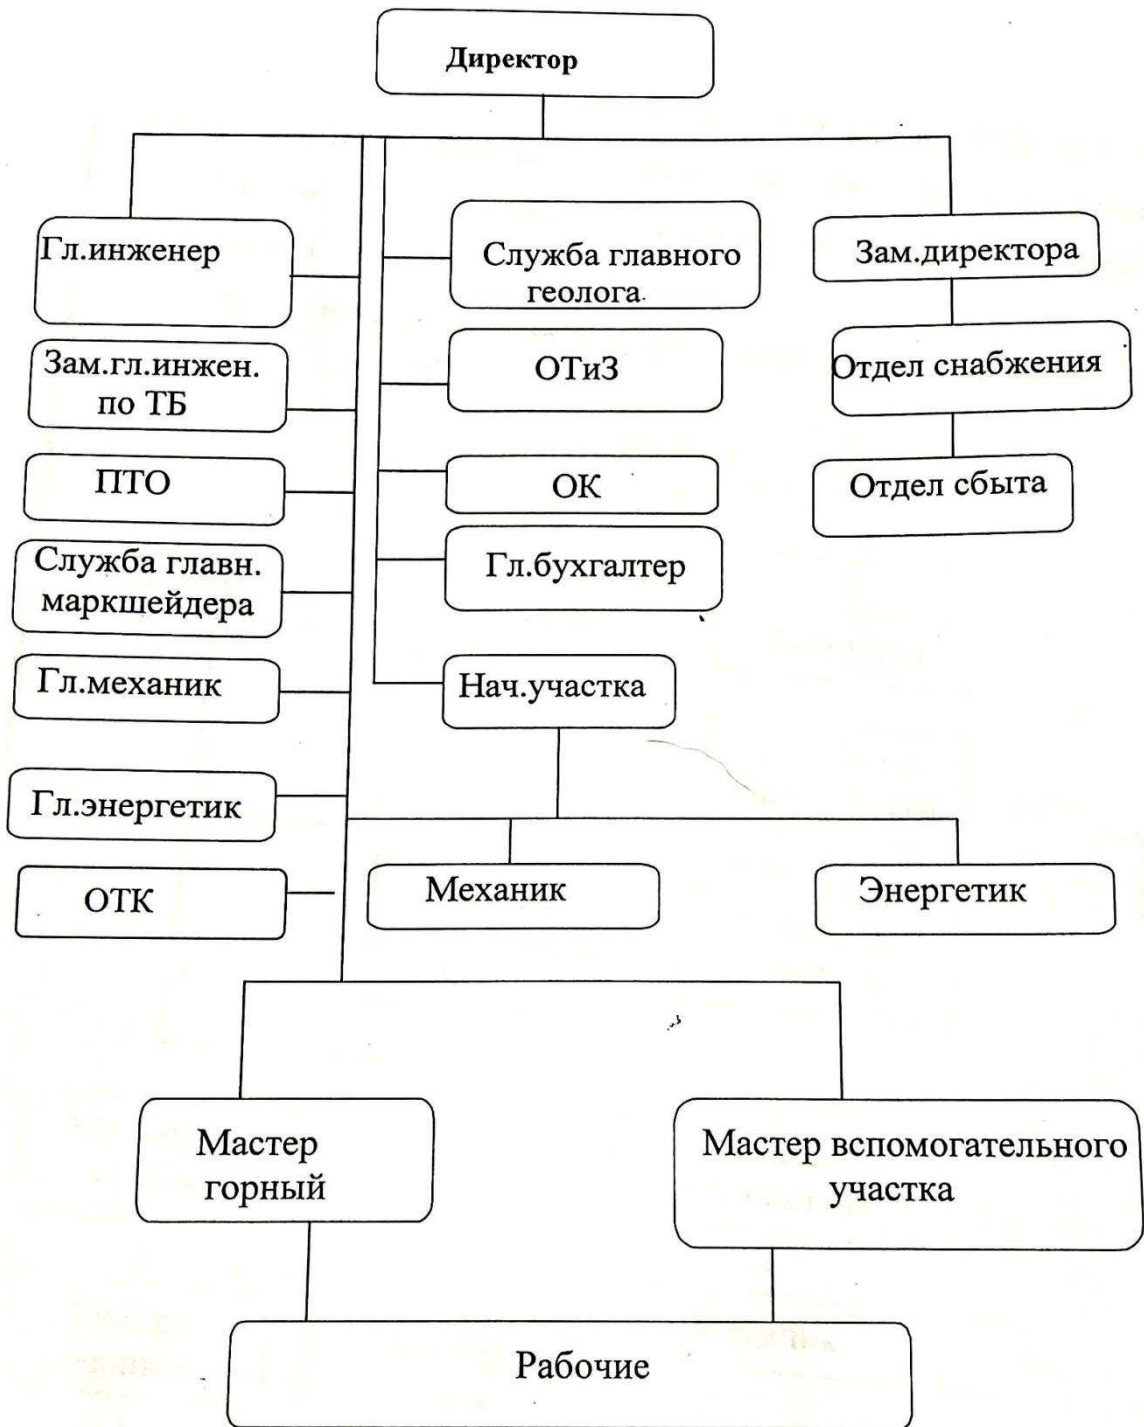 Директор
Гл.инженер
Зам.гл.инжен.
по ТБ
ПТО
Служба главн.
маркшейдера
Гл.механик
Гл.энергетик
ОТК
Служба главного
геолога.
ОТиЗ
ОК
Гл.бухгалтер
Нач.участка
Зам.директора
Отдел снабжения
Отдел сбыта
Механик
Энергетик
Мастер
горный
Мастер вспомогательного
участка
Рабочие